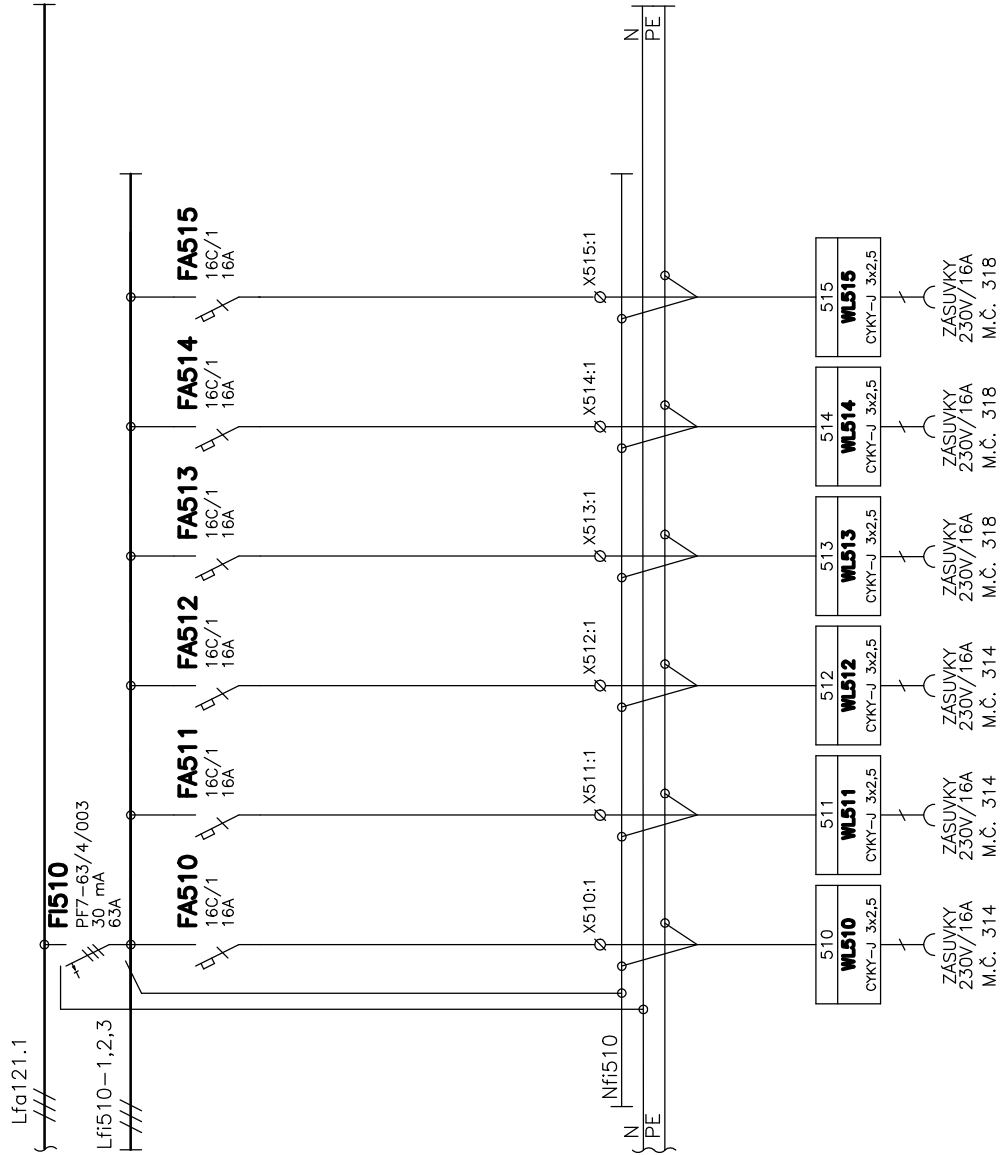 Lfa121.1
FI510
PF7-63/4/003
30 mA
63A
Lfi510-1,2,3
FA510
16C/1
16A
FA511
16C/1
16A
FA512
16C/1
16A
FA513
16C/1
16A
FA514
16C/1
16A
FA515
16C/1
16A
X510:1
X511:1
X512:1
X513:1
X514:1
X515:1
Nfi510
N
PE
N
PE
510
WL510
CYKY-J 3x2,5
ZÁSUVKY
230V/16A
M.Č. 314
511
WL511
CYKY-J 3x2,5
ZÁSUVKY
230V/16A
M.Č. 314
512
WL512
CYKY-J 3x2,5
ZÁSUVKY
230V/16A
M.Č. 314
513
WL513
CYKY-J 3x2,5
ZÁSUVKY
230V/16A
M.Č. 318
514
WL514
CYKY-J 3x2,5
ZÁSUVKY
230V/16A
M.Č. 318
515
WL515
CYKY-J 3x2,5
ZÁSUVKY
230V/16A
M.Č. 318